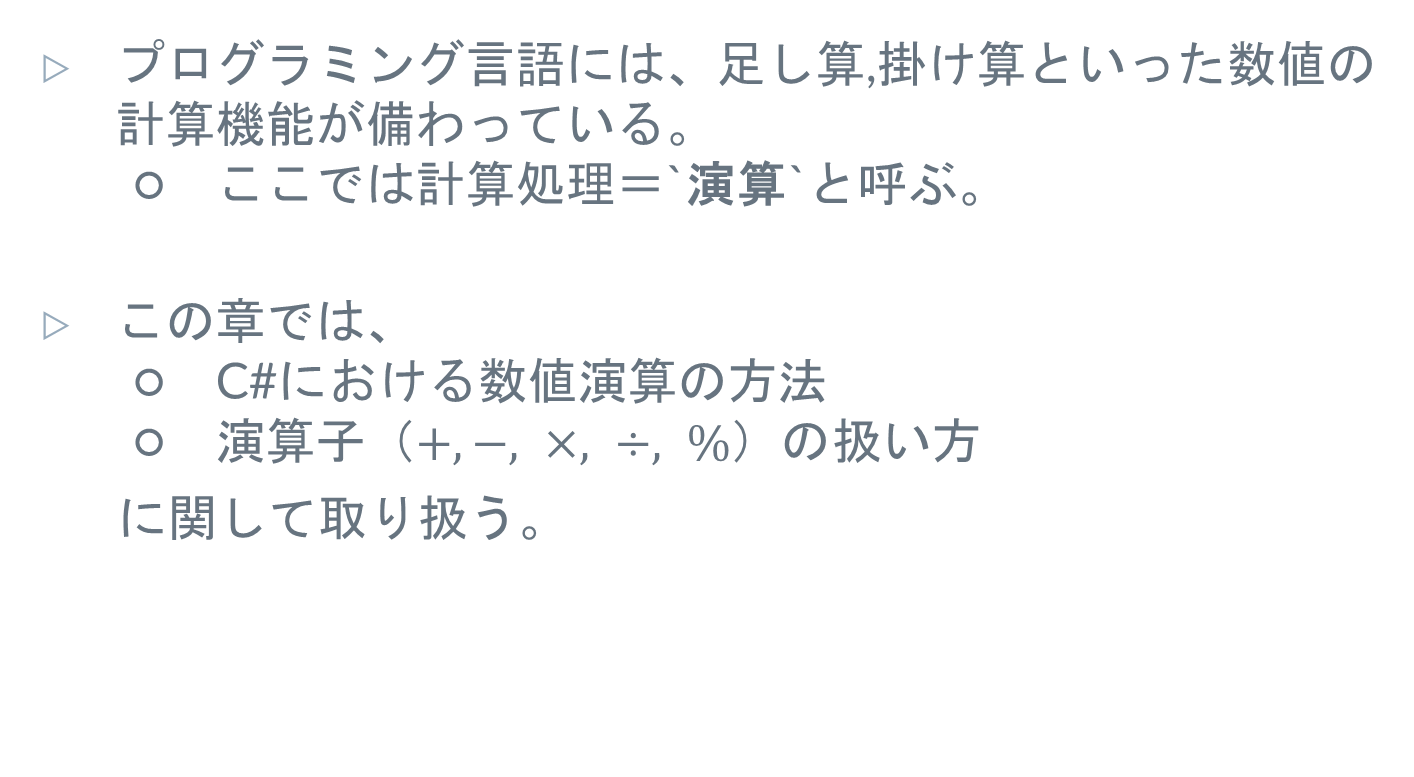 ▷ プログラミング言語には、足し算,掛け算といった数値の
計算機能が備わっている。
○ ここでは計算処理＝`演算`と呼ぶ。
▷ この章では、
○ C#における数値演算の方法
○ 演算子（+, −, ×, ÷, %）の扱い方
に関して取り扱う。